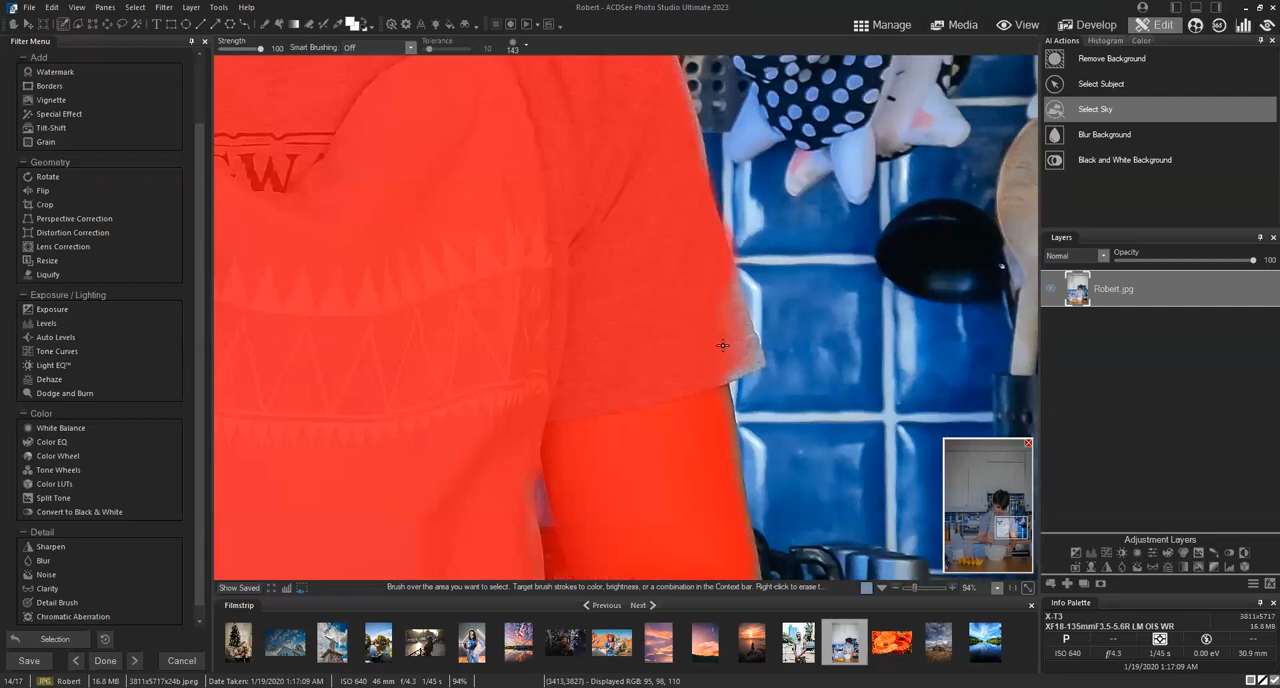 File Edit View Panes Select Filter Layer Tools Help
Robert - ACDSee Photo Studio Ultimate 2023
Manage Media View Develop Edit 365
Filter Menu
Strength 100 Smart Brushing: Off Tolerance 10 143
AI Actions Histogram Color
Add
Watermark
Borders
Vignette
Special Effect
Tilt-Shift
Grain
Geometry
Rotate
Flip
Crop
Perspective Correction
Distortion Correction
Lens Correction
Resize
Liquify
Exposure / Lighting
Exposure
Levels
Auto Levels
Tone Curves
Light EQ™
Dehaze
Dodge and Burn
Color
White Balance
Color EQ
Color Wheel
Tone Wheels
Color LUTs
Split Tone
Convert to Black & White
Detail
Sharpen
Blur
Noise
Clarity
Detail Brush
Chromatic Aberration
Selection
Save Done Cancel
W
Remove Background
Select Subject
Select Sky
Blur Background
Black and White Background
Layers
Normal Opacity 100
Robert.jpg
Adjustment Layers
Show Saved Brush over the area you want to select. Target brush strokes to color, brightness, or a combination in the Context bar. Right-click to erase t... 94% 1:1
Filmstrip Previous Next
Info Palette
X-T3 3811x5717
XF18-135mmF3.5-5.6R LM OIS WR 16.8 MB
P --
ISO 640 f/4.3 1/45 s 0.00 eV 30.9 mm
1/19/2020 1:17:09 AM
14/17 JPG Robert 16.8 MB 3811x5717x24b jpeg Date Taken: 1/19/2020 1:17:09 AM ISO 640 46 mm f/4.3 1/45 s 94% (3413,3827) - Displayed RGB: 95, 98, 110